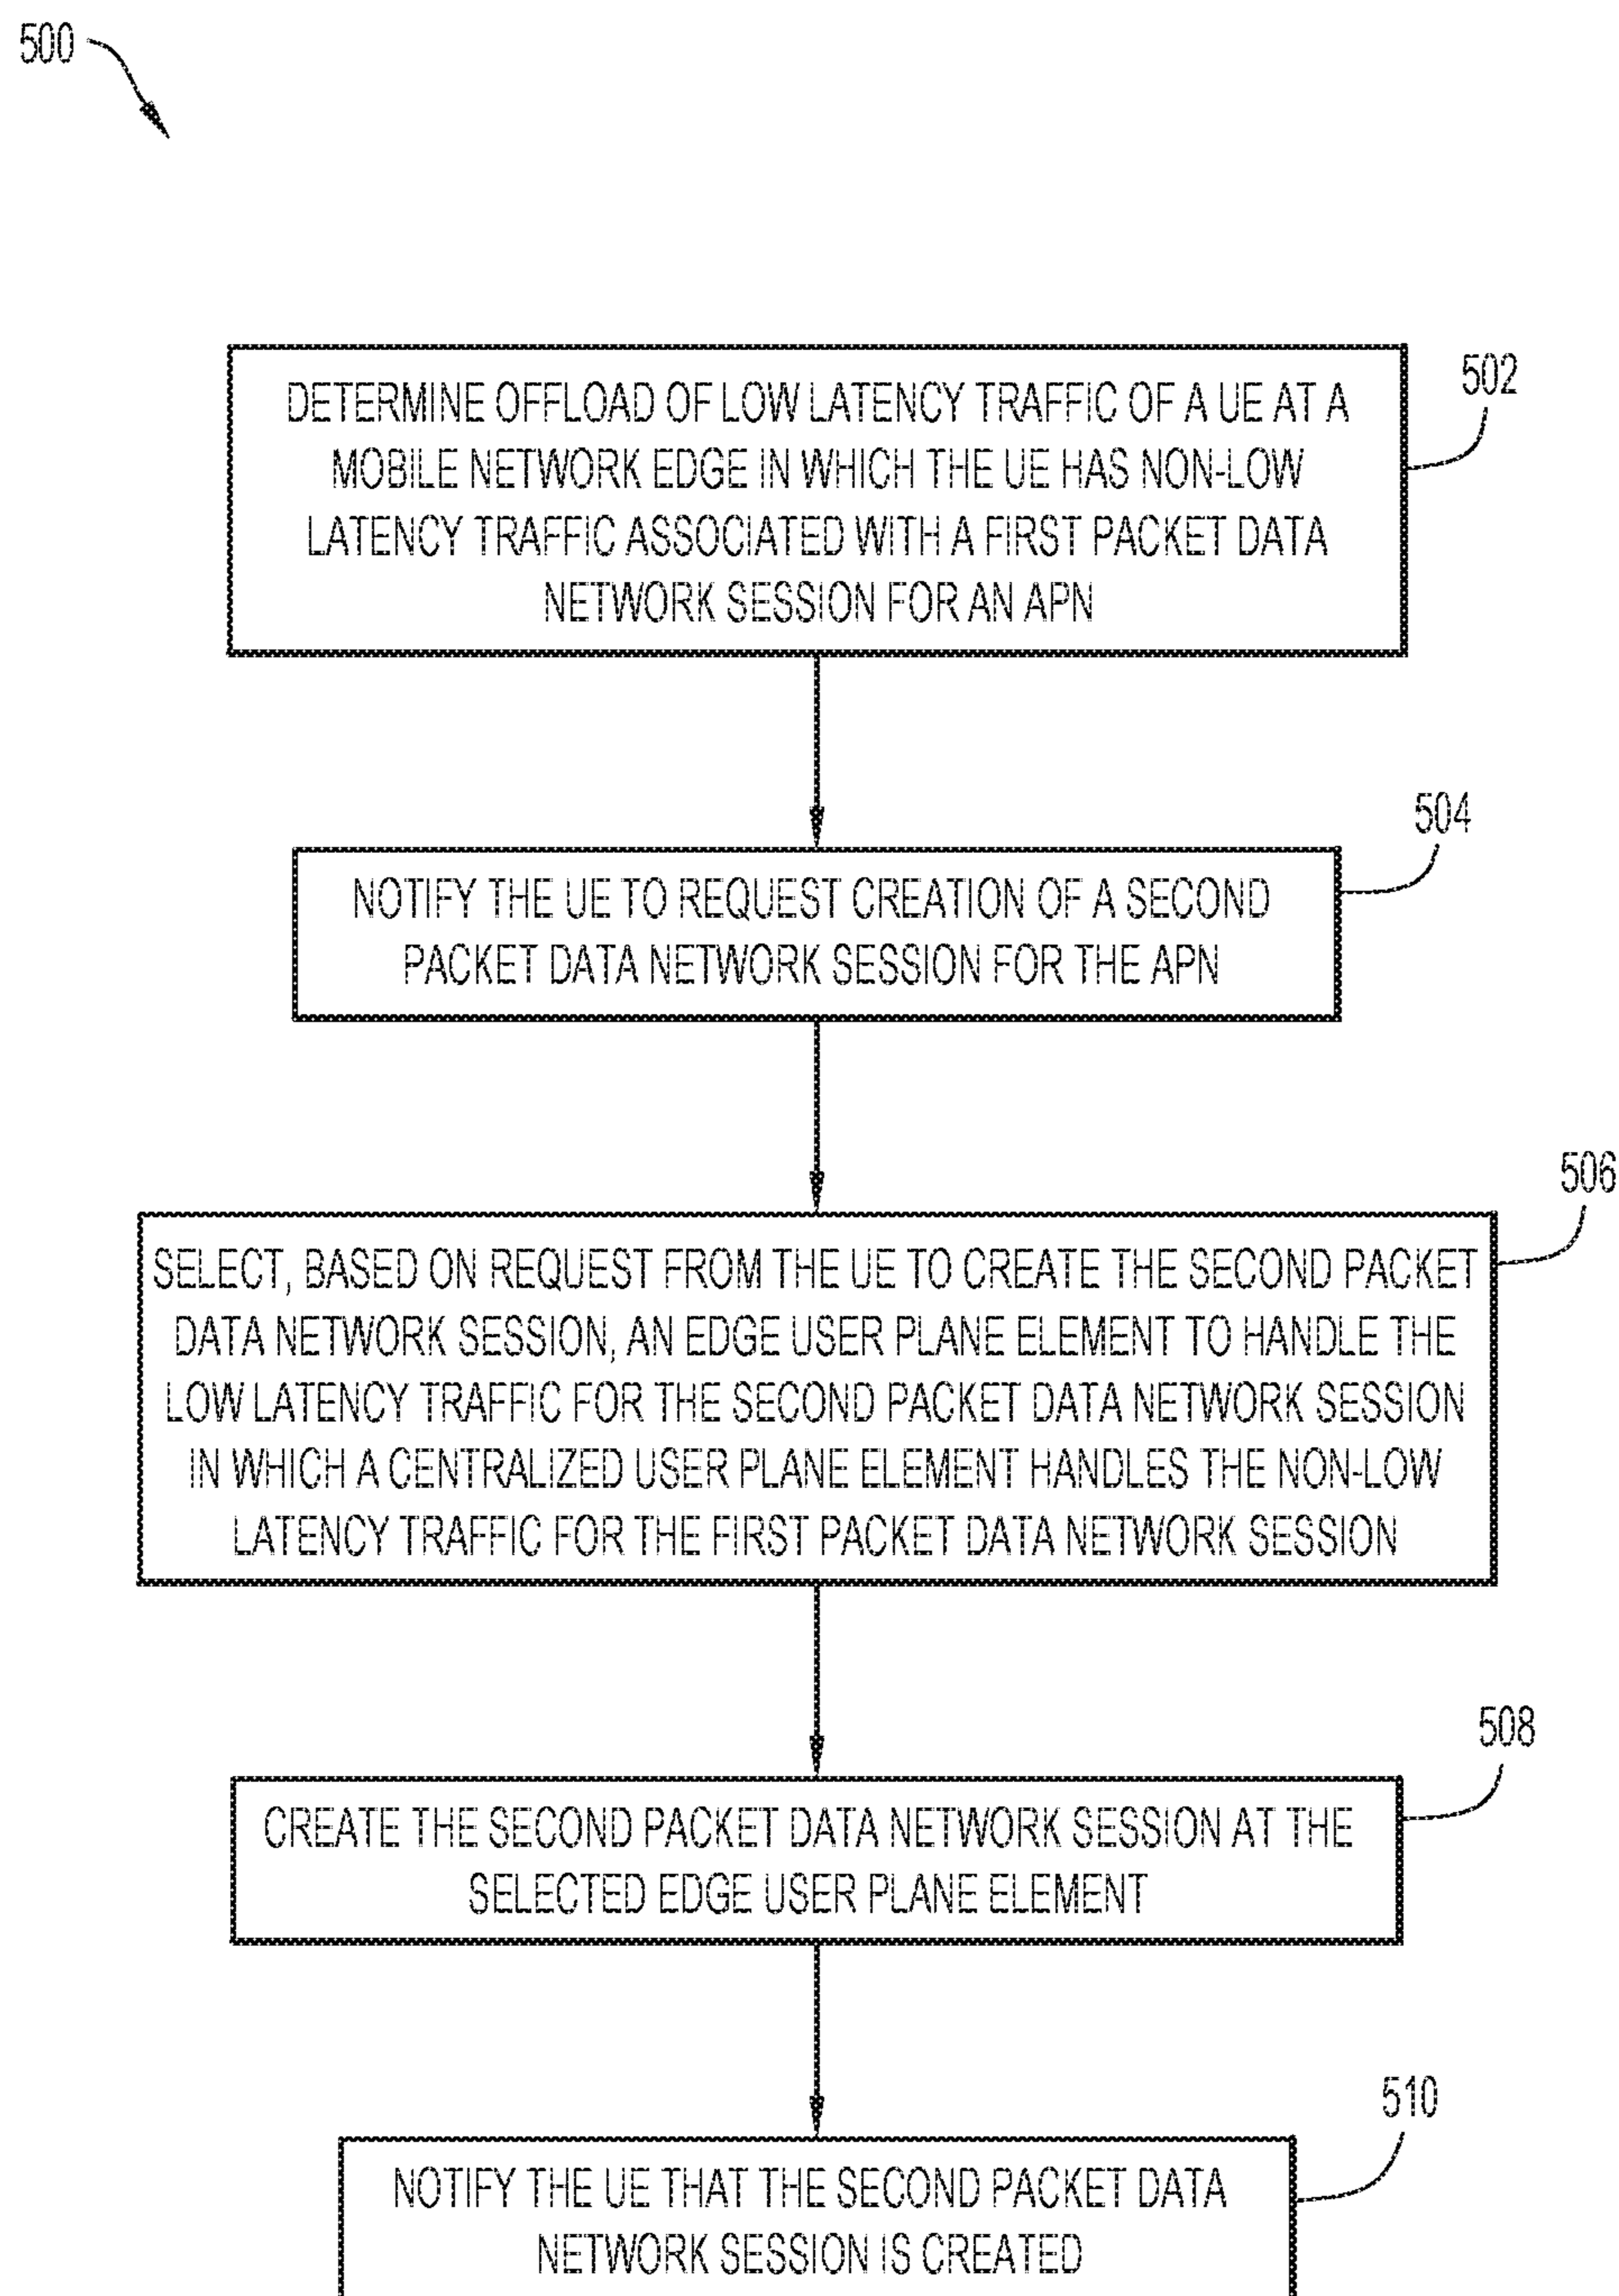 500
DETERMINE OFFLOAD OF LOW LATENCY TRAFFIC OF A UE AT A
MOBILE NETWORK EDGE IN WHICH THE UE HAS NON-LOW
LATENCY TRAFFIC ASSOCIATED WITH A FIRST PACKET DATA
NETWORK SESSION FOR AN APN
502
NOTIFY THE UE TO REQUEST CREATION OF A SECOND
PACKET DATA NETWORK SESSION FOR THE APN
504
SELECT, BASED ON REQUEST FROM THE UE TO CREATE THE SECOND PACKET
DATA NETWORK SESSION, AN EDGE USER PLANE ELEMENT TO HANDLE THE
LOW LATENCY TRAFFIC FOR THE SECOND PACKET DATA NETWORK SESSION
IN WHICH A CENTRALIZED USER PLANE ELEMENT HANDLES THE NON-LOW
LATENCY TRAFFIC FOR THE FIRST PACKET DATA NETWORK SESSION
506
CREATE THE SECOND PACKET DATA NETWORK SESSION AT THE
SELECTED EDGE USER PLANE ELEMENT
508
NOTIFY THE UE THAT THE SECOND PACKET DATA
NETWORK SESSION IS CREATED
510